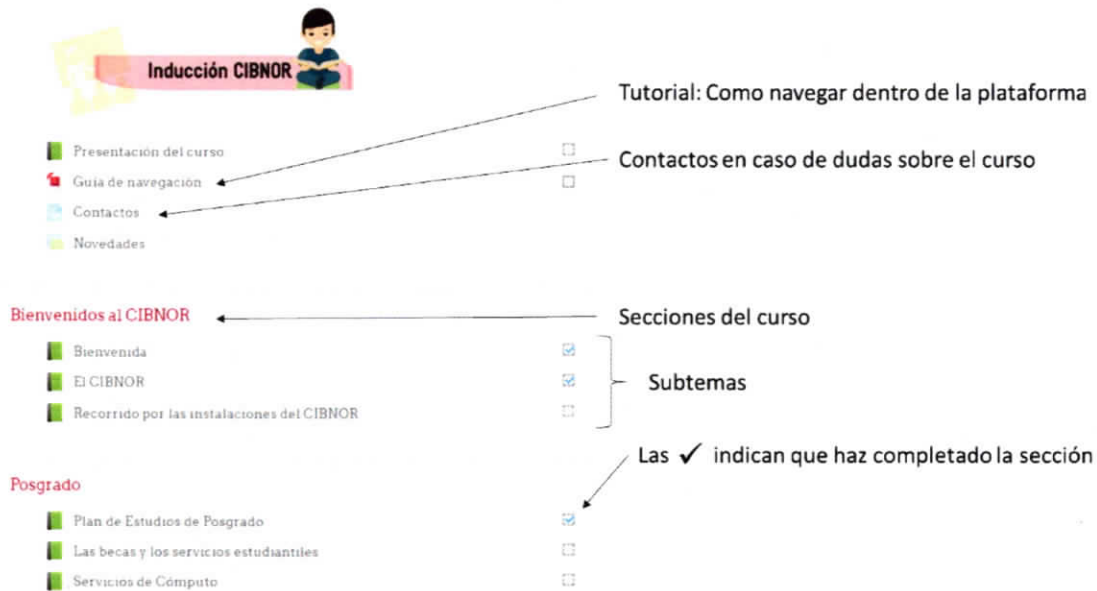 Inducción CIBNOR
Tutorial: Como navegar dentro de la plataforma
Presentación del curso
Contactos en caso de dudas sobre el curso
Guía de navegación
Contactos
Novedades
Bienvenidos al CIBNOR
Secciones del curso
Bienvenida
El CIBNOR
Subtemas
Recorrido por las instalaciones del CIBNOR
Las ✓ indican que haz completado la sección
Posgrado
Plan de Estudios de Posgrado
Las becas y los servicios estudiantiles
Servicios de Cómputo